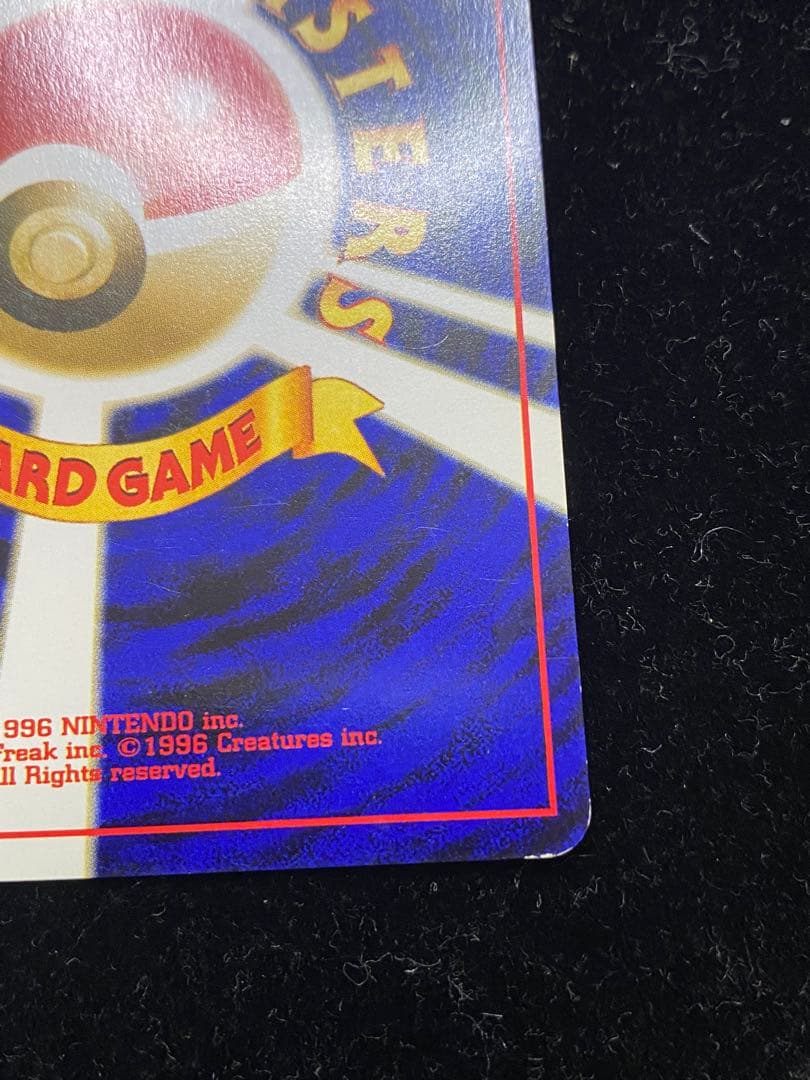 STERS
ARD GAME
996 NINTENDO inc.
Freak inc. ©1996 Creatures inc.
ll Rights reserved.